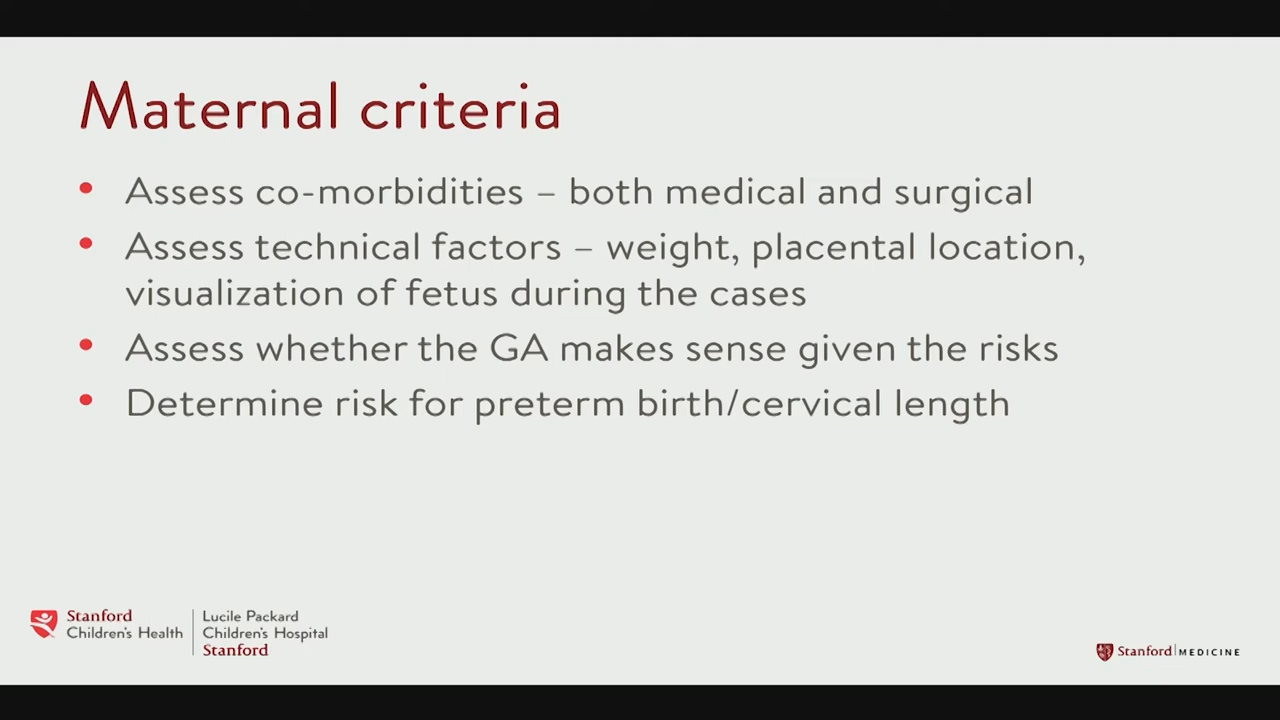 Maternal criteria
• Assess co-morbidities – both medical and surgical
• Assess technical factors – weight, placental location,
visualization of fetus during the cases
• Assess whether the GA makes sense given the risks
• Determine risk for preterm birth/cervical length
Stanford
Children's Health
Lucile Packard
Children's Hospital
Stanford
Stanford MEDICINE